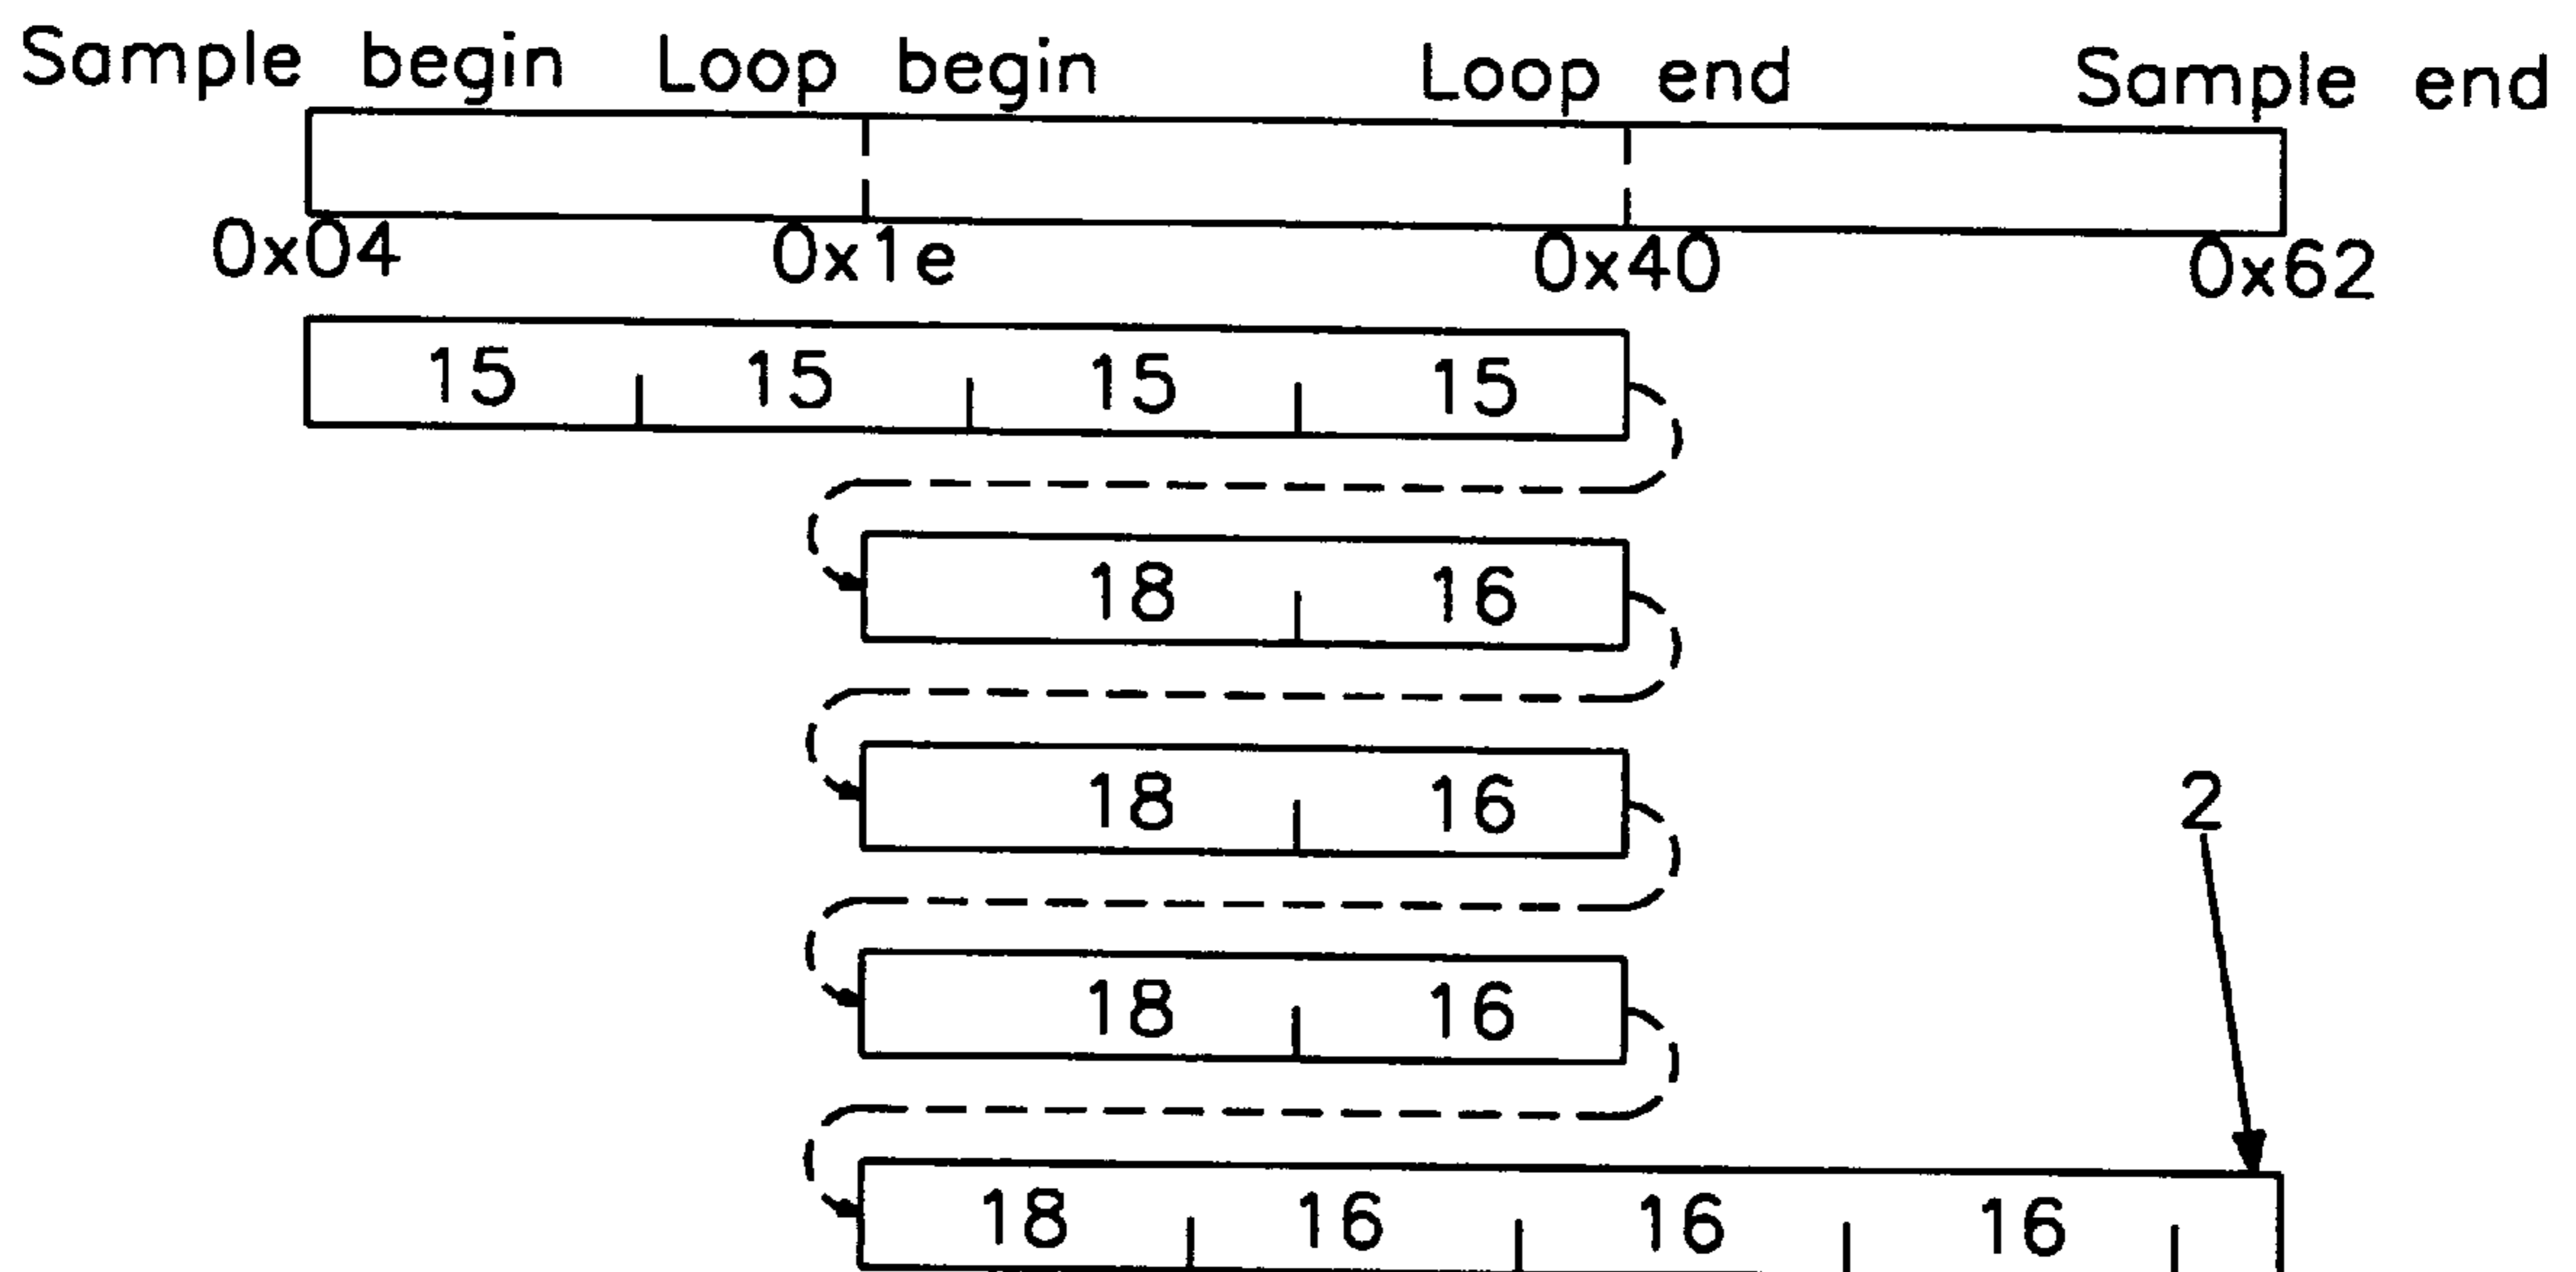 Sample begin Loop begin Loop end Sample end
0x04 0x1e 0x40 0x62
15 15 15 15
18 16
18 16
2
18 16
18 16 16 16